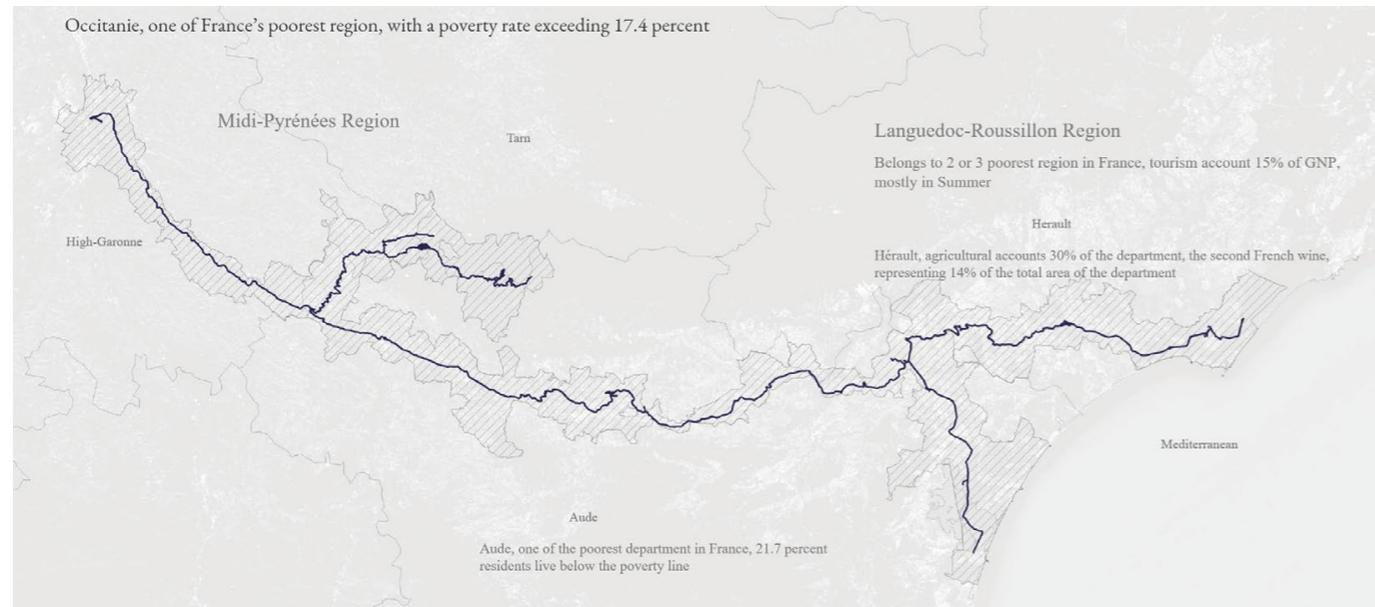 Occitanie, one of France's poorest region, with a poverty rate exceeding 17.4 percent
Midi-Pyrénées Region
Tarn
Languedoc-Roussillon Region
Belongs to 2 or 3 poorest region in France, tourism account 15% of GNP,
mostly in Summer
Herault
High-Garonne
Hérault, agricultural accounts 30% of the department, the second French wine,
representing 14% of the total area of the department
Mediterranean
Aude
Aude, one of the poorest department in France, 21.7 percent
residents live below the poverty line